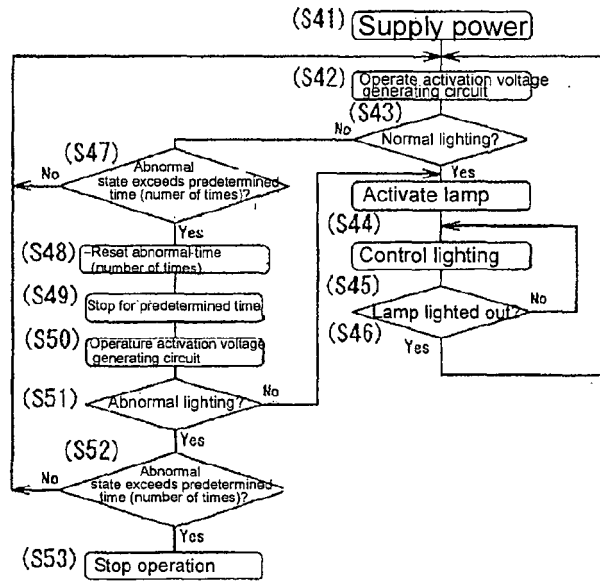 (S41) Supply power
(S42) Operate activation voltage
generating circuit
(S43)
No
Normal lighting?
(S47)
Abnormal
state exceeds predetermined
time (numer of times)?
No
Yes
Yes
Activate lamp
(S44)
(S48) Reset abnormal time
(number of times)
Control lighting
(S49) Stop for predetermined time
(S45)
Lamp lighted out?
No
(S46)
Yes
(S50) Operature activation voltage
generating circuit
(S51) Abnormal lighting?
No
Yes
(S52)
Abnormal
state exceeds predetermined
time (number of times)?
No
Yes
(S53) Stop operation